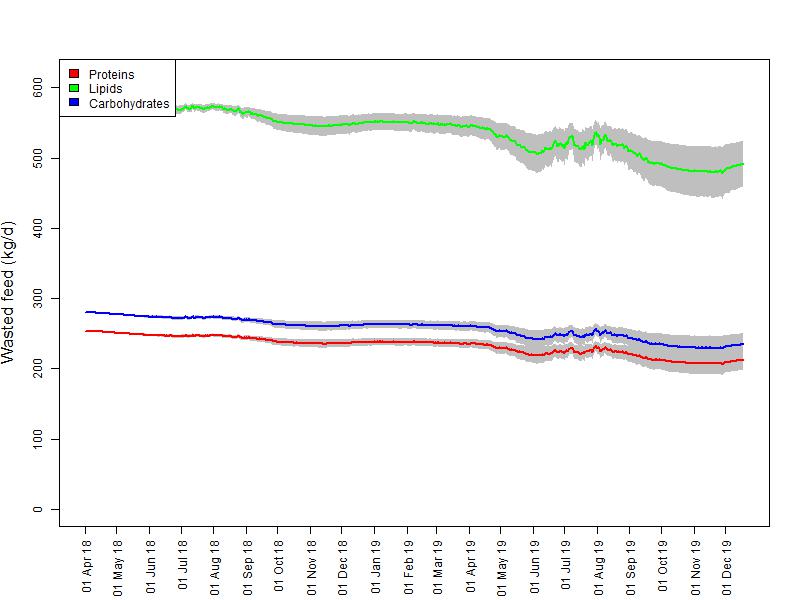 Proteins
Lipids
Carbohydrates
Wasted feed (kg/d)
600
500
400
300
200
100
0
01 Apr 18
01 May 18
01 Jun 18
01 Jul 18
01 Aug 18
01 Sep 18
01 Oct 18
01 Nov 18
01 Dec 18
01 Jan 19
01 Feb 19
01 Mar 19
01 Apr 19
01 May 19
01 Jun 19
01 Jul 19
01 Aug 19
01 Sep 19
01 Oct 19
01 Nov 19
01 Dec 19